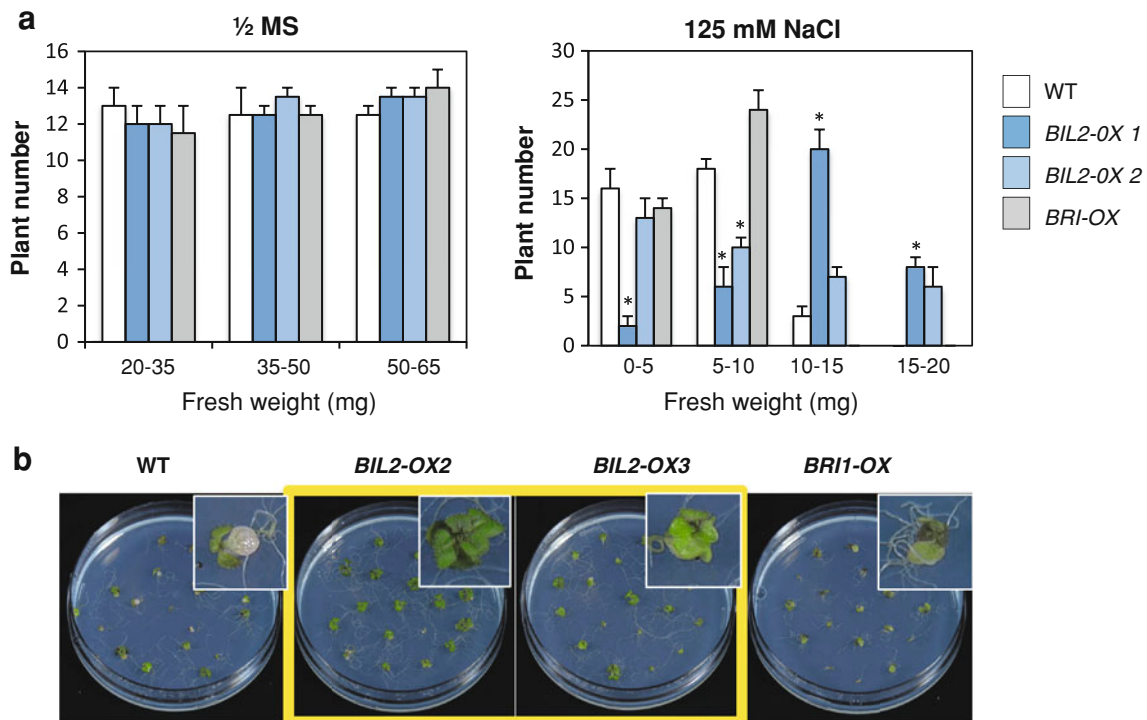 a
½ MS
125 mM NaCl
Plant number
16
14
12
10
8
6
4
2
0
20-35
35-50
50-65
Fresh weight (mg)
Plant number
30
25
20
15
10
5
0
*
*
*
*
*
0-5
5-10
10-15
15-20
Fresh weight (mg)
WT
BIL2-0X 1
BIL2-0X 2
BRI-OX
b
WT
BIL2-OX2
BIL2-OX3
BRI1-OX